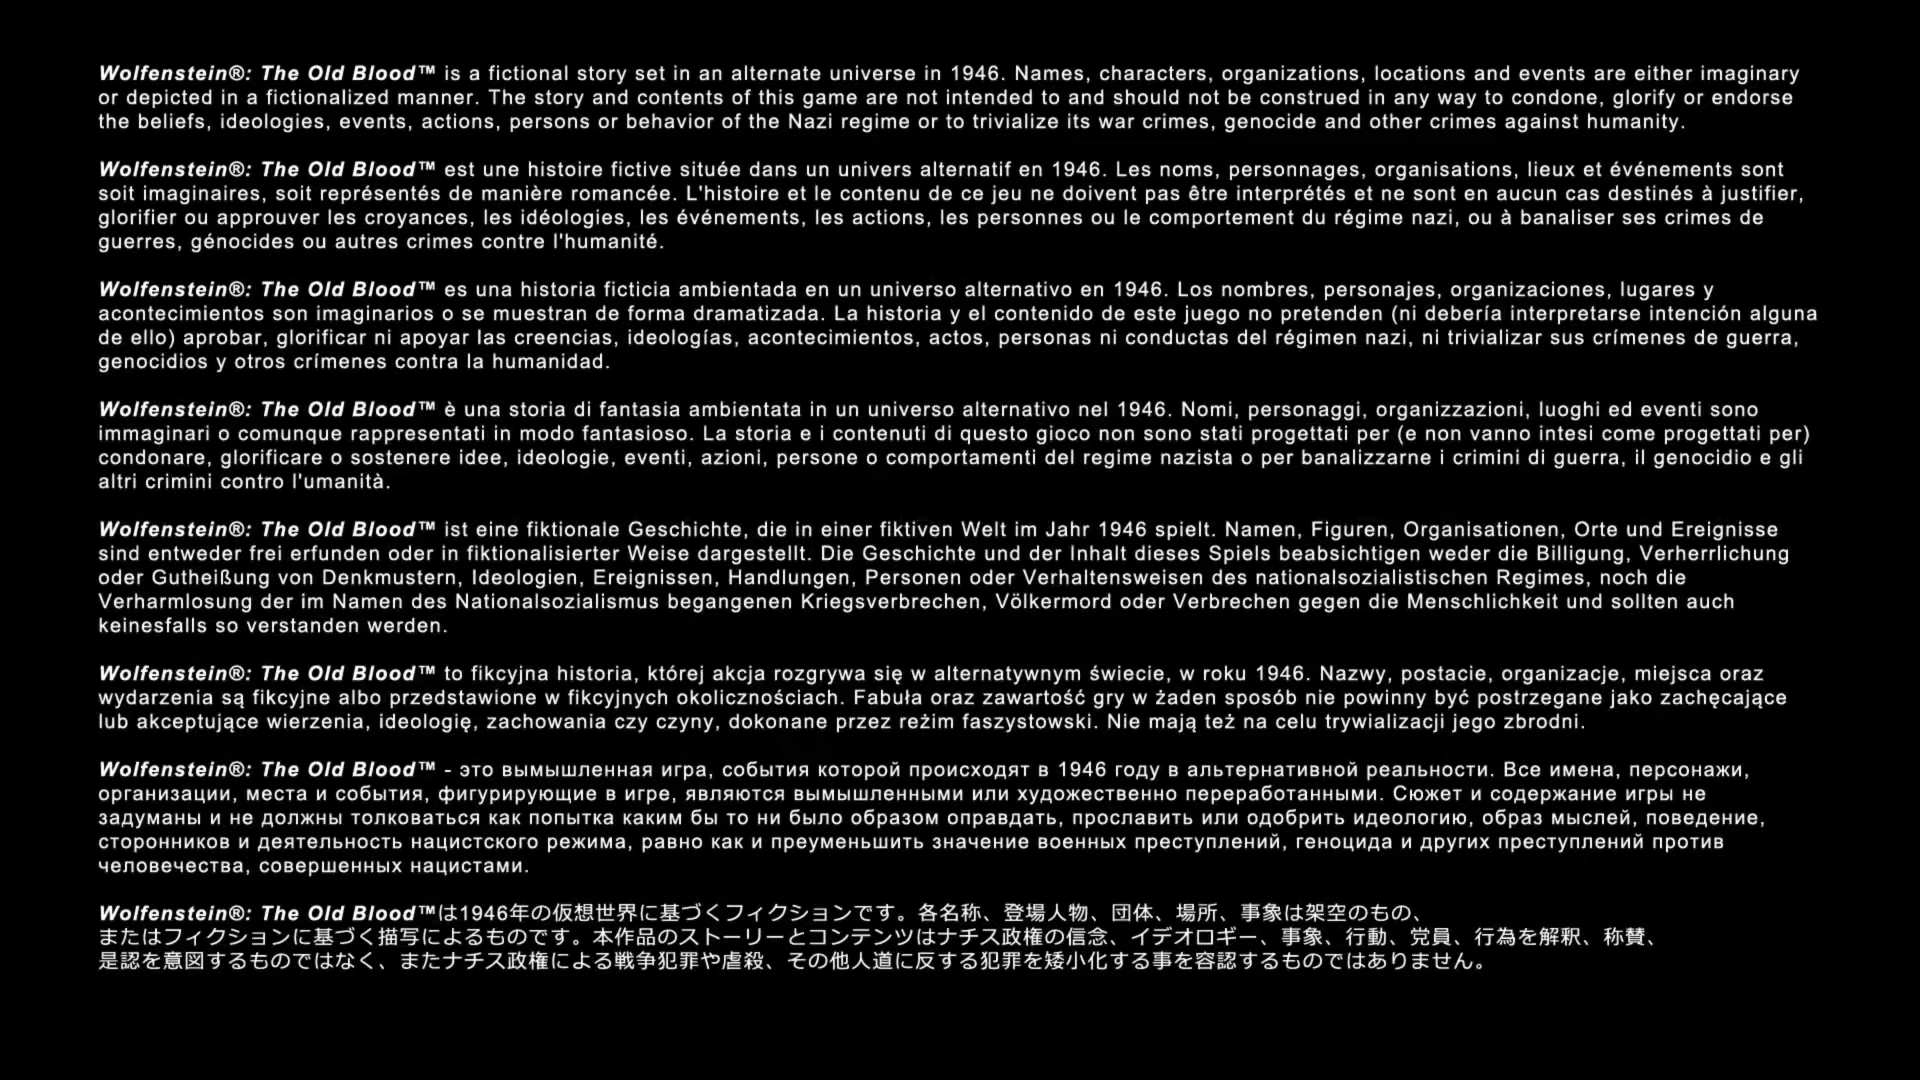 Wolfenstein®: The Old Blood™ is a fictional story set in an alternate universe in 1946. Names, characters, organizations, locations and events are either imaginary
or depicted in a fictionalized manner. The story and contents of this game are not intended to and should not be construed in any way to condone, glorify or endorse
the beliefs, ideologies, events, actions, persons or behavior of the Nazi regime or to trivialize its war crimes, genocide and other crimes against humanity.
Wolfenstein®: The Old Blood™ est une histoire fictive située dans un univers alternatif en 1946. Les noms, personnages, organisations, lieux et événements sont
soit imaginaires, soit représentés de manière romancée. L'histoire et le contenu de ce jeu ne doivent pas être interprétés et ne sont en aucun cas destinés à justifier,
glorifier ou approuver les croyances, les idéologies, les événements, les actions, les personnes ou le comportement du régime nazi, ou à banaliser ses crimes de
guerres, génocides ou autres crimes contre l'humanité.
Wolfenstein®: The Old Blood™ es una historia ficticia ambientada en un universo alternativo en 1946. Los nombres, personajes, organizaciones, lugares y
acontecimientos son imaginarios o se muestran de forma dramatizada. La historia y el contenido de este juego no pretenden (ni debería interpretarse intención alguna
de ello) aprobar, glorificar ni apoyar las creencias, ideologías, acontecimientos, actos, personas ni conductas del régimen nazi, ni trivializar sus crímenes de guerra,
genocidios y otros crímenes contra la humanidad.
Wolfenstein®: The Old Blood™ è una storia di fantasia ambientata in un universo alternativo nel 1946. Nomi, personaggi, organizzazioni, luoghi ed eventi sono
immaginari o comunque rappresentati in modo fantasioso. La storia e i contenuti di questo gioco non sono stati progettati per (e non vanno intesi come progettati per)
condonare, glorificare o sostenere idee, ideologie, eventi, azioni, persone o comportamenti del regime nazista o per banalizzarne i crimini di guerra, il genocidio e gli
altri crimini contro l'umanità.
Wolfenstein®: The Old Blood™ ist eine fiktionale Geschichte, die in einer fiktiven Welt im Jahr 1946 spielt. Namen, Figuren, Organisationen, Orte und Ereignisse
sind entweder frei erfunden oder in fiktionalisierter Weise dargestellt. Die Geschichte und der Inhalt dieses Spiels beabsichtigen weder die Billigung, Verherrlichung
oder Gutheißung von Denkmustern, Ideologien, Ereignissen, Handlungen, Personen oder Verhaltensweisen des nationalsozialistischen Regimes, noch die
Verharmlosung der im Namen des Nationalsozialismus begangenen Kriegsverbrechen, Völkermord oder Verbrechen gegen die Menschlichkeit und sollten auch
keinesfalls so verstanden werden.
Wolfenstein®: The Old Blood™ to fikcyjna historia, której akcja rozgrywa się w alternatywnym świecie, w roku 1946. Nazwy, postacie, organizacje, miejsca oraz
wydarzenia są fikcyjne albo przedstawione w fikcyjnych okolicznościach. Fabuła oraz zawartość gry w żaden sposób nie powinny być postrzegane jako zachęcające
lub akceptujące wierzenia, ideologię, zachowania czy czyny, dokonane przez reżim faszystowski. Nie mają też na celu trywializacji jego zbrodni.
Wolfenstein®: The Old Blood™ - это вымышленная игра, события которой происходят в 1946 году в альтернативной реальности. Все имена, персонажи,
организации, места и события, фигурирующие в игре, являются вымышленными или художественно переработанными. Сюжет и содержание игры не
задуманы и не должны толковаться как попытка каким бы то ни было образом оправдать, прославить или одобрить идеологию, образ мыслей, поведение,
сторонников и деятельность нацистского режима, равно как и преуменьшить значение военных преступлений, геноцида и других преступлений против
человечества, совершенных нацистами.
Wolfenstein®: The Old Blood™は1946年の仮想世界に基づくフィクションです。各名称、登場人物、団体、場所、事象は架空のもの、
またはフィクションに基づく描写によるものです。本作品のストーリーとコンテンツはナチス政権の信念、イデオロギー、事象、行動、党員、行為を解釈、称賛、
是認を意図するものではなく、またナチス政権による戦争犯罪や虐殺、その他人道に反する犯罪を矮小化する事を容認するものではありません。